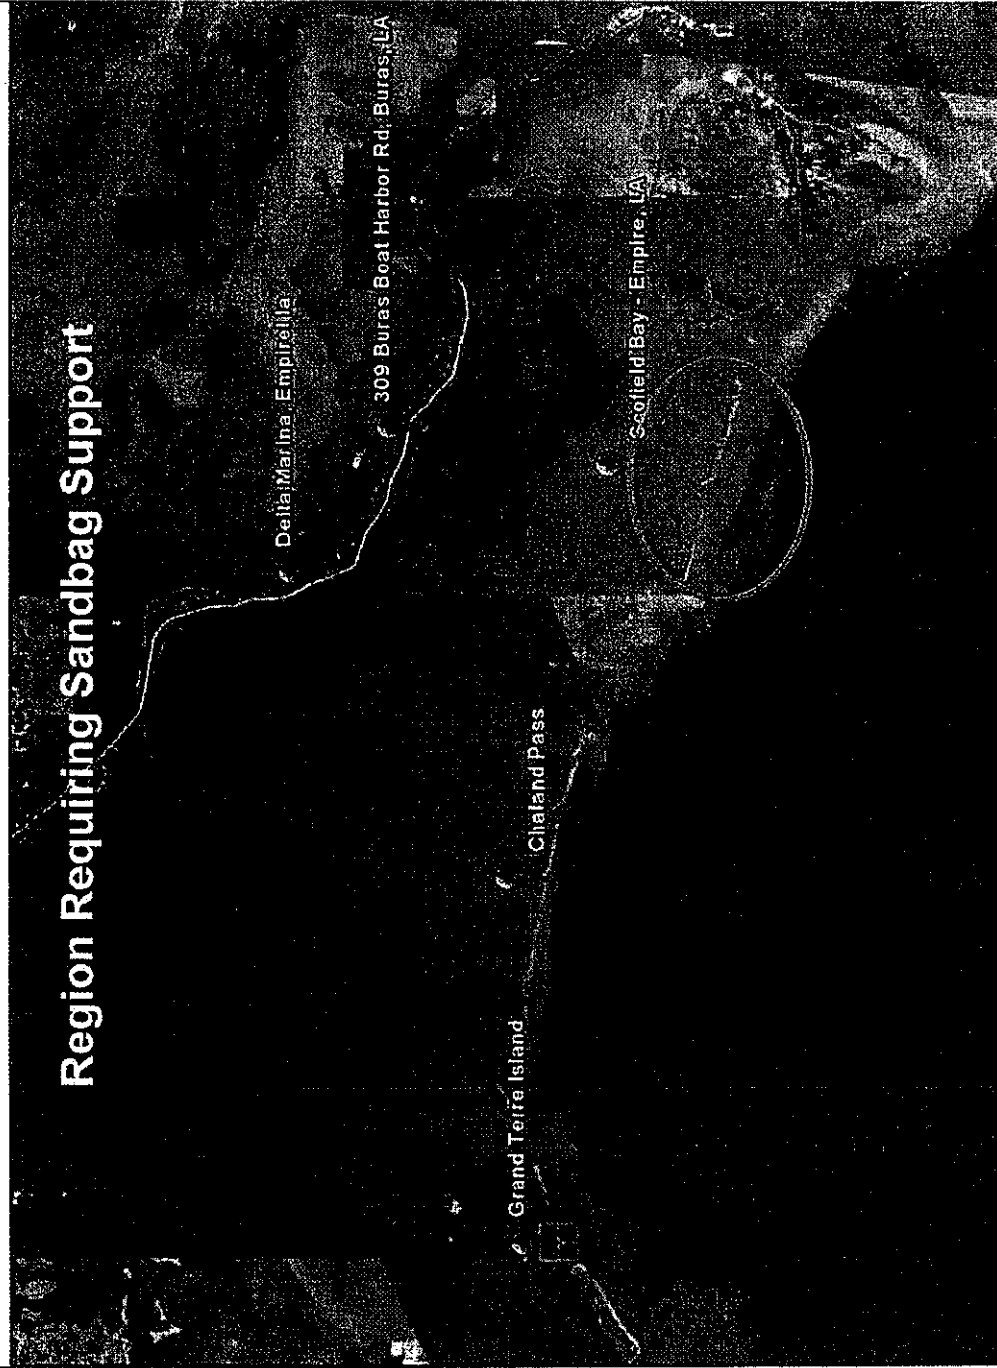 Region Requiring Sandbag Support
Delta Marina, Empire, la
309 Buras Boat Harbor Rd, Buras, LA
Scofield Bay - Empire, LA
Chaland Pass
Grand Terre Island